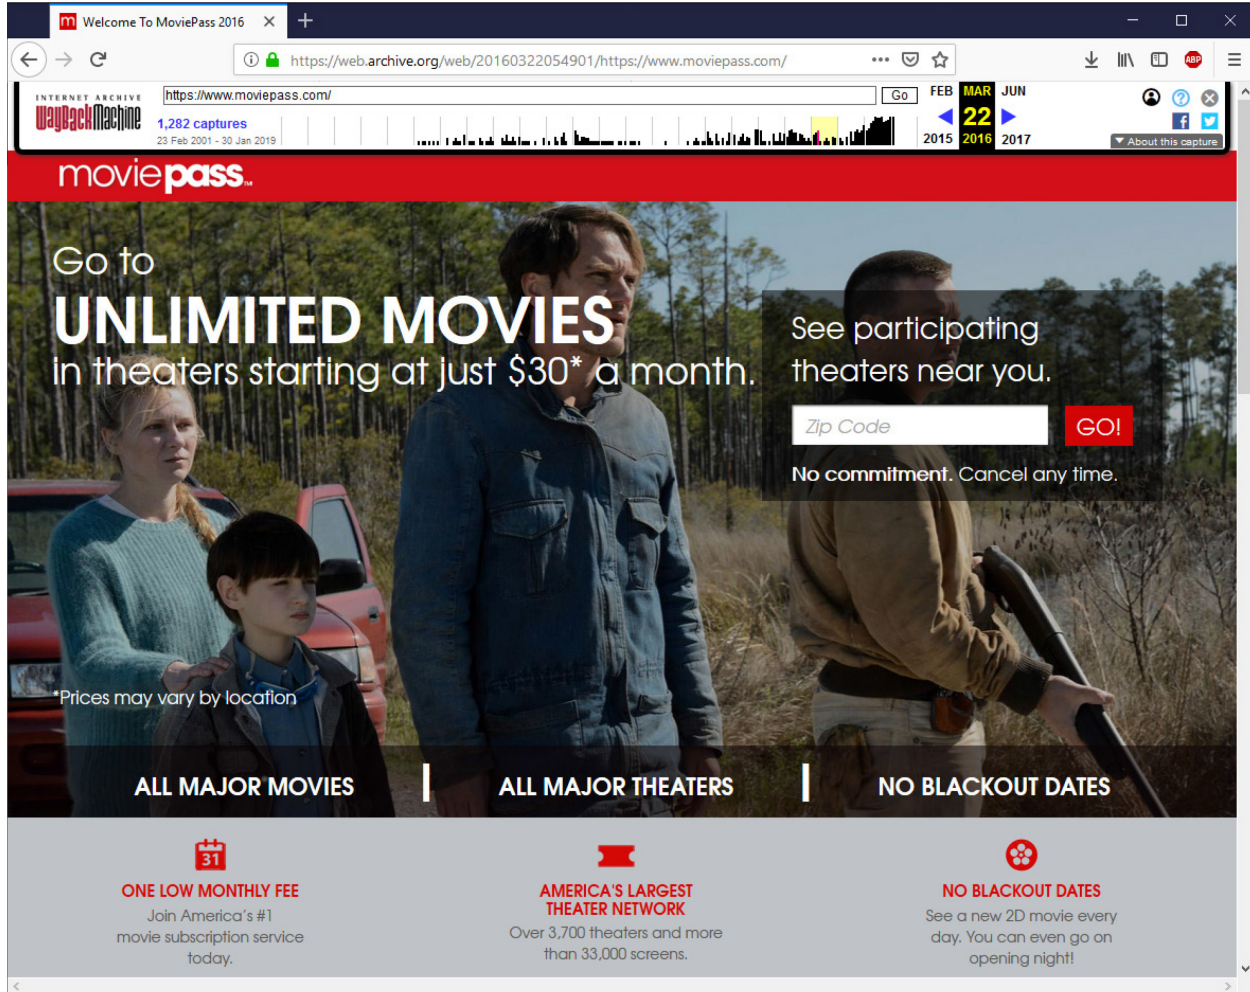 Welcome To MoviePass 2016
https://web.archive.org/web/20160322054901/https://www.moviepass.com/
ABP
INTERNET ARCHIVE
WayBackMachine
https://www.moviepass.com/
Go
FEB MAR JUN
1,282 captures
22
23 Feb 2001 - 30 Jan 2019
2015 2016 2017
About this capture
moviepass™
Go to
UNLIMITED MOVIES
in theaters starting at just $30* a month.
See participating
theaters near you.
Zip Code
GO!
No commitment. Cancel any time.
*Prices may vary by location
ALL MAJOR MOVIES | ALL MAJOR THEATERS | NO BLACKOUT DATES
31
ONE LOW MONTHLY FEE
Join America's #1
movie subscription service
today.
AMERICA'S LARGEST
THEATER NETWORK
Over 3,700 theaters and more
than 33,000 screens.
NO BLACKOUT DATES
See a new 2D movie every
day. You can even go on
opening night!